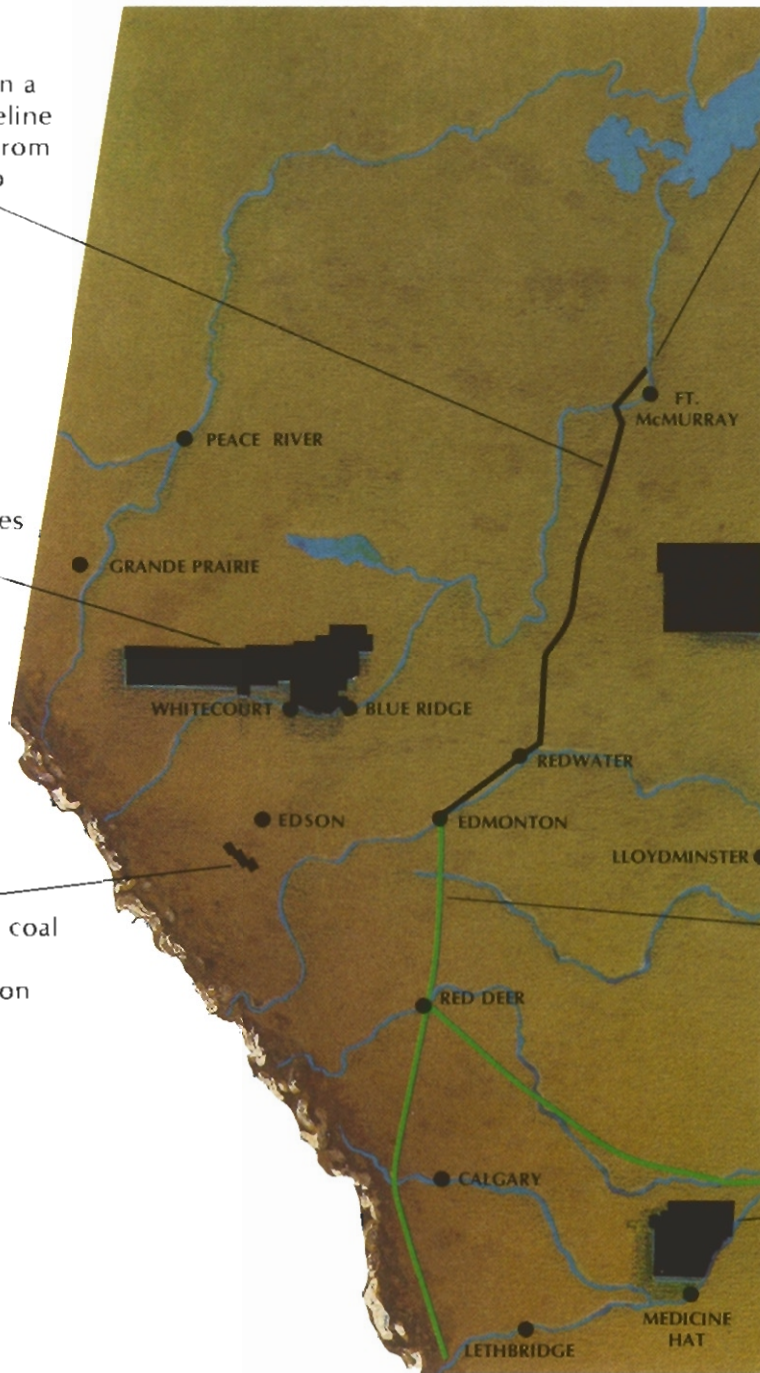 n a
eline
rom
o
FT.
McMURRAY
PEACE RIVER
es
GRANDE PRAIRIE
WHITECOURT
BLUE RIDGE
REDWATER
EDSON
EDMONTON
LLOYDMINSTER
coal
on
RED DEER
CALGARY
MEDICINE
HAT
LETHBRIDGE